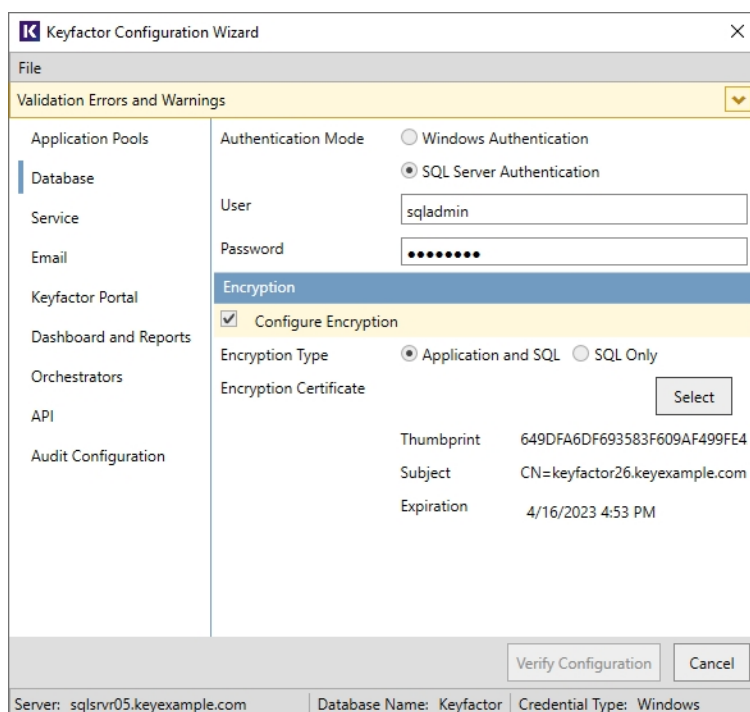 Keyfactor Configuration Wizard
File
Validation Errors and Warnings
Application Pools
Database
Service
Email
Keyfactor Portal
Dashboard and Reports
Orchestrators
API
Audit Configuration
Authentication Mode
Windows Authentication
SQL Server Authentication
User
sqladmin
Password
••••••••
Encryption
Configure Encryption
Encryption Type
Application and SQL
SQL Only
Encryption Certificate
Select
Thumbprint 649DFA6DF693583F609AF499FE4
Subject CN=keyfactor26.keyexample.com
Expiration 4/16/2023 4:53 PM
Verify Configuration
Cancel
Server: sqlsrvr05.keyexample.com
Database Name: Keyfactor
Credential Type: Windows